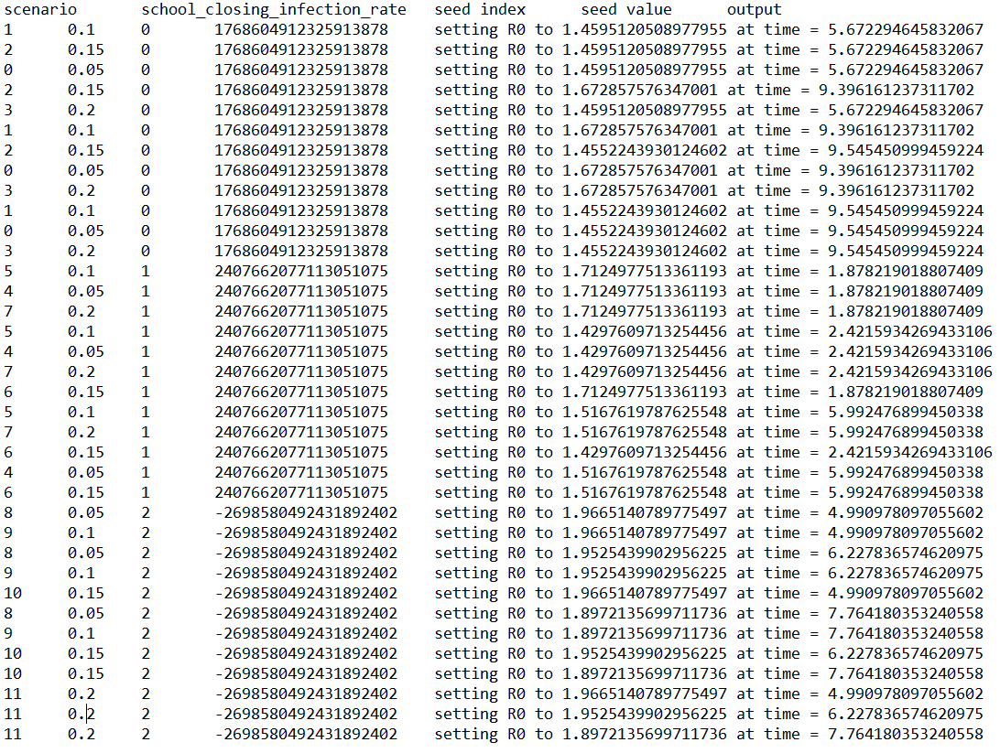 scenario school_closing_infection_rate seed index seed value output
1 0.1 0 1768604912325913878 setting R0 to 1.4595120508977955 at time = 5.672294645832067
2 0.15 0 1768604912325913878 setting R0 to 1.4595120508977955 at time = 5.672294645832067
0 0.05 0 1768604912325913878 setting R0 to 1.4595120508977955 at time = 5.672294645832067
2 0.15 0 1768604912325913878 setting R0 to 1.672857576347001 at time = 9.396161237311702
3 0.2 0 1768604912325913878 setting R0 to 1.4595120508977955 at time = 5.672294645832067
1 0.1 0 1768604912325913878 setting R0 to 1.672857576347001 at time = 9.396161237311702
2 0.15 0 1768604912325913878 setting R0 to 1.4552243930124602 at time = 9.545450999459224
0 0.05 0 1768604912325913878 setting R0 to 1.672857576347001 at time = 9.396161237311702
3 0.2 0 1768604912325913878 setting R0 to 1.672857576347001 at time = 9.396161237311702
1 0.1 0 1768604912325913878 setting R0 to 1.4552243930124602 at time = 9.545450999459224
0 0.05 0 1768604912325913878 setting R0 to 1.4552243930124602 at time = 9.545450999459224
3 0.2 0 1768604912325913878 setting R0 to 1.4552243930124602 at time = 9.545450999459224
5 0.1 1 2407662077113051075 setting R0 to 1.7124977513361193 at time = 1.878219018807409
4 0.05 1 2407662077113051075 setting R0 to 1.7124977513361193 at time = 1.878219018807409
7 0.2 1 2407662077113051075 setting R0 to 1.7124977513361193 at time = 1.878219018807409
5 0.1 1 2407662077113051075 setting R0 to 1.4297609713254456 at time = 2.4215934269433106
4 0.05 1 2407662077113051075 setting R0 to 1.4297609713254456 at time = 2.4215934269433106
7 0.2 1 2407662077113051075 setting R0 to 1.4297609713254456 at time = 2.4215934269433106
6 0.15 1 2407662077113051075 setting R0 to 1.7124977513361193 at time = 1.878219018807409
5 0.1 1 2407662077113051075 setting R0 to 1.5167619787625548 at time = 5.992476899450338
7 0.2 1 2407662077113051075 setting R0 to 1.5167619787625548 at time = 5.992476899450338
6 0.15 1 2407662077113051075 setting R0 to 1.4297609713254456 at time = 2.4215934269433106
4 0.05 1 2407662077113051075 setting R0 to 1.5167619787625548 at time = 5.992476899450338
6 0.15 1 2407662077113051075 setting R0 to 1.5167619787625548 at time = 5.992476899450338
8 0.05 2 -2698580492431892402 setting R0 to 1.9665140789775497 at time = 4.990978097055602
9 0.1 2 -2698580492431892402 setting R0 to 1.9665140789775497 at time = 4.990978097055602
8 0.05 2 -2698580492431892402 setting R0 to 1.9525439902956225 at time = 6.227836574620975
9 0.1 2 -2698580492431892402 setting R0 to 1.9525439902956225 at time = 6.227836574620975
10 0.15 2 -2698580492431892402 setting R0 to 1.9665140789775497 at time = 4.990978097055602
8 0.05 2 -2698580492431892402 setting R0 to 1.8972135699711736 at time = 7.764180353240558
9 0.1 2 -2698580492431892402 setting R0 to 1.8972135699711736 at time = 7.764180353240558
10 0.15 2 -2698580492431892402 setting R0 to 1.9525439902956225 at time = 6.227836574620975
10 0.15 2 -2698580492431892402 setting R0 to 1.8972135699711736 at time = 7.764180353240558
11 0.2 2 -2698580492431892402 setting R0 to 1.9665140789775497 at time = 4.990978097055602
11 0.2 2 -2698580492431892402 setting R0 to 1.9525439902956225 at time = 6.227836574620975
11 0.2 2 -2698580492431892402 setting R0 to 1.8972135699711736 at time = 7.764180353240558